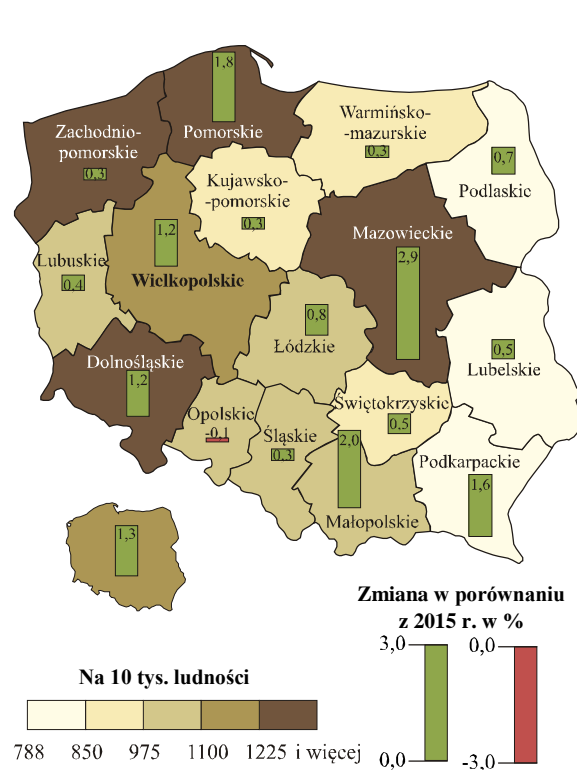 1,8
Pomorskie
Zachodnio-
pomorskie
0,3
Warmińsko-
-mazurskie
0,3
0,7
Podlaskie
Kujawsko-
-pomorskie
0,3
1,2
Wielkopolskie
Mazowieckie
2,9
Lubuskie
0,4
0,8
Łódzkie
0,5
Lubelskie
Dolnośląskie
1,2
Opolskie
-0,1
Śląskie
0,3
Świętokrzyskie
0,5
2,0
Małopolskie
Podkarpackie
1,6
1,3
Zmiana w porównaniu
z 2015 r. w %
3,0 0,0
0,0 -3,0
Na 10 tys. ludności
788 850 975 1100 1225 i więcej